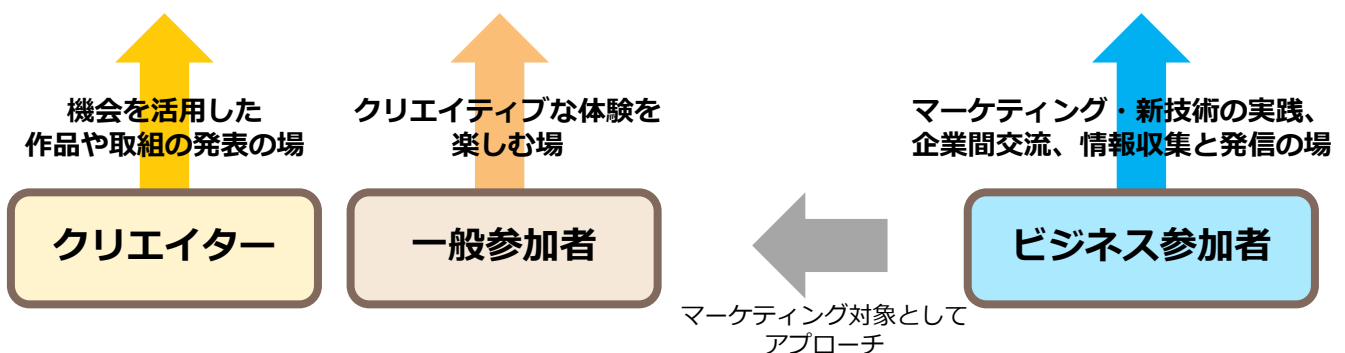 機会を活用した
作品や取組の発表の場
クリエイティブな体験を
楽しむ場
マーケティング・新技術の実践、
企業間交流、情報収集と発信の場
クリエイター
一般参加者
ビジネス参加者
マーケティング対象として
アプローチ